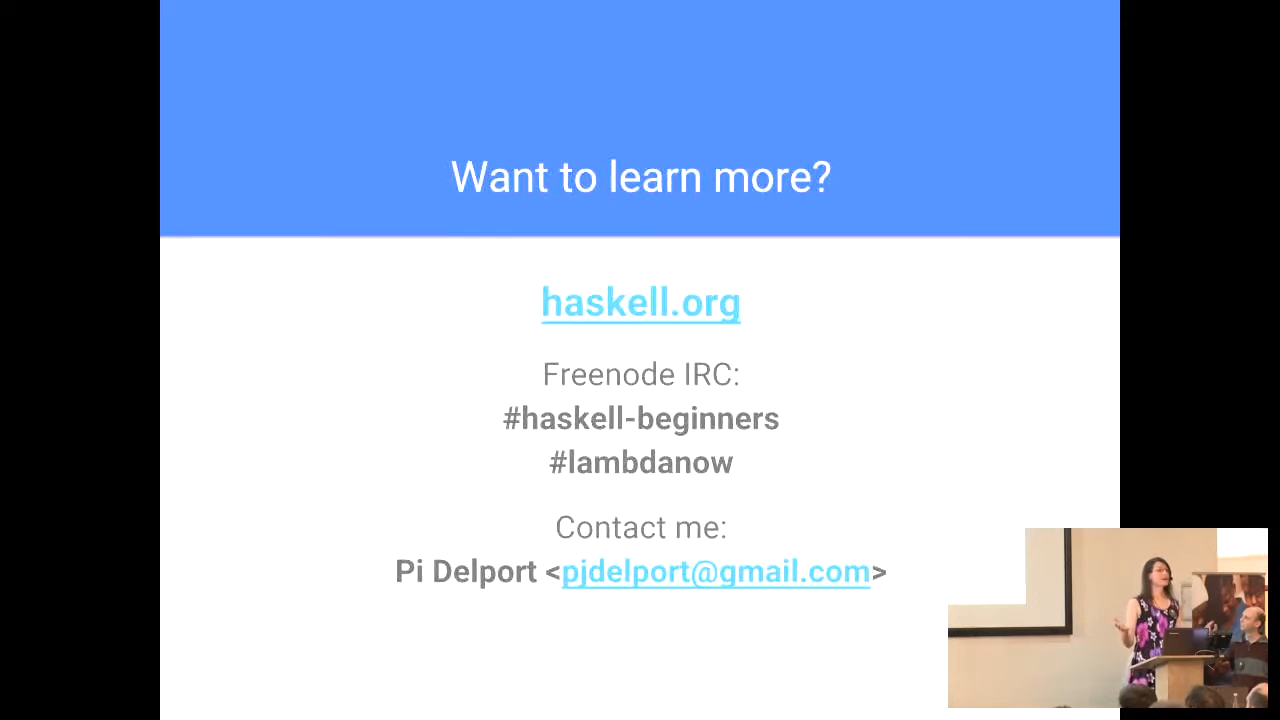 Want to learn more?
haskell.org
Freenode IRC:
#haskell-beginners
#lambdanow
Contact me:
Pi Delport <pjdelport@gmail.com>